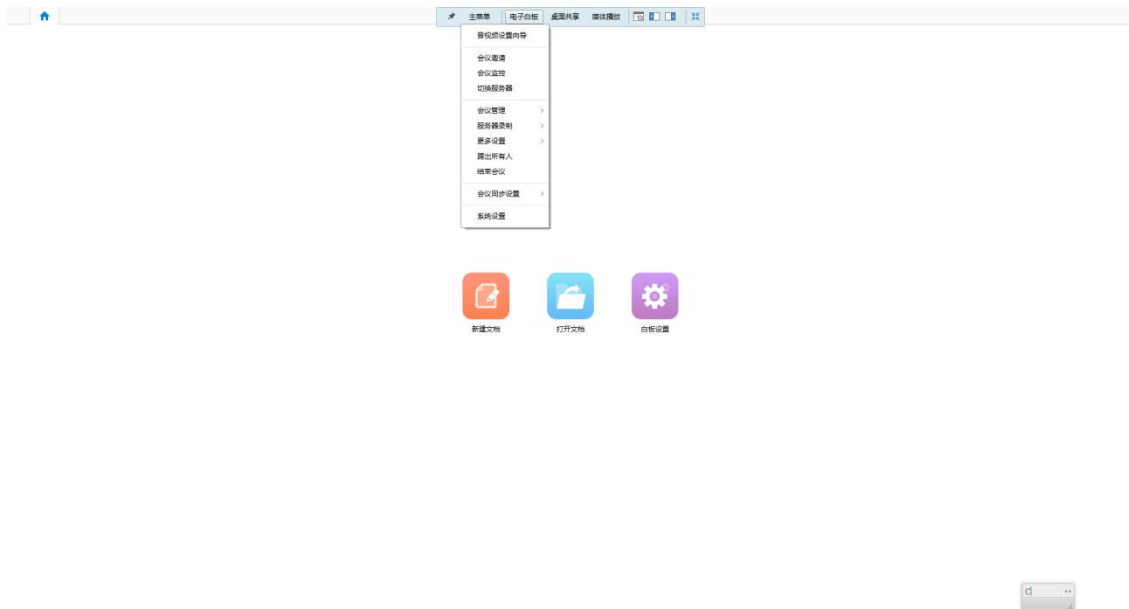 主菜单 电子白板 桌面共享 媒体播放
音视频设置向导
会议邀请
会议监控
切换服务器
会议管理
服务器录制
更多设置
踢出所有人
结束会议
会议同步设置
系统设置
新建文档 打开文档 白板设置